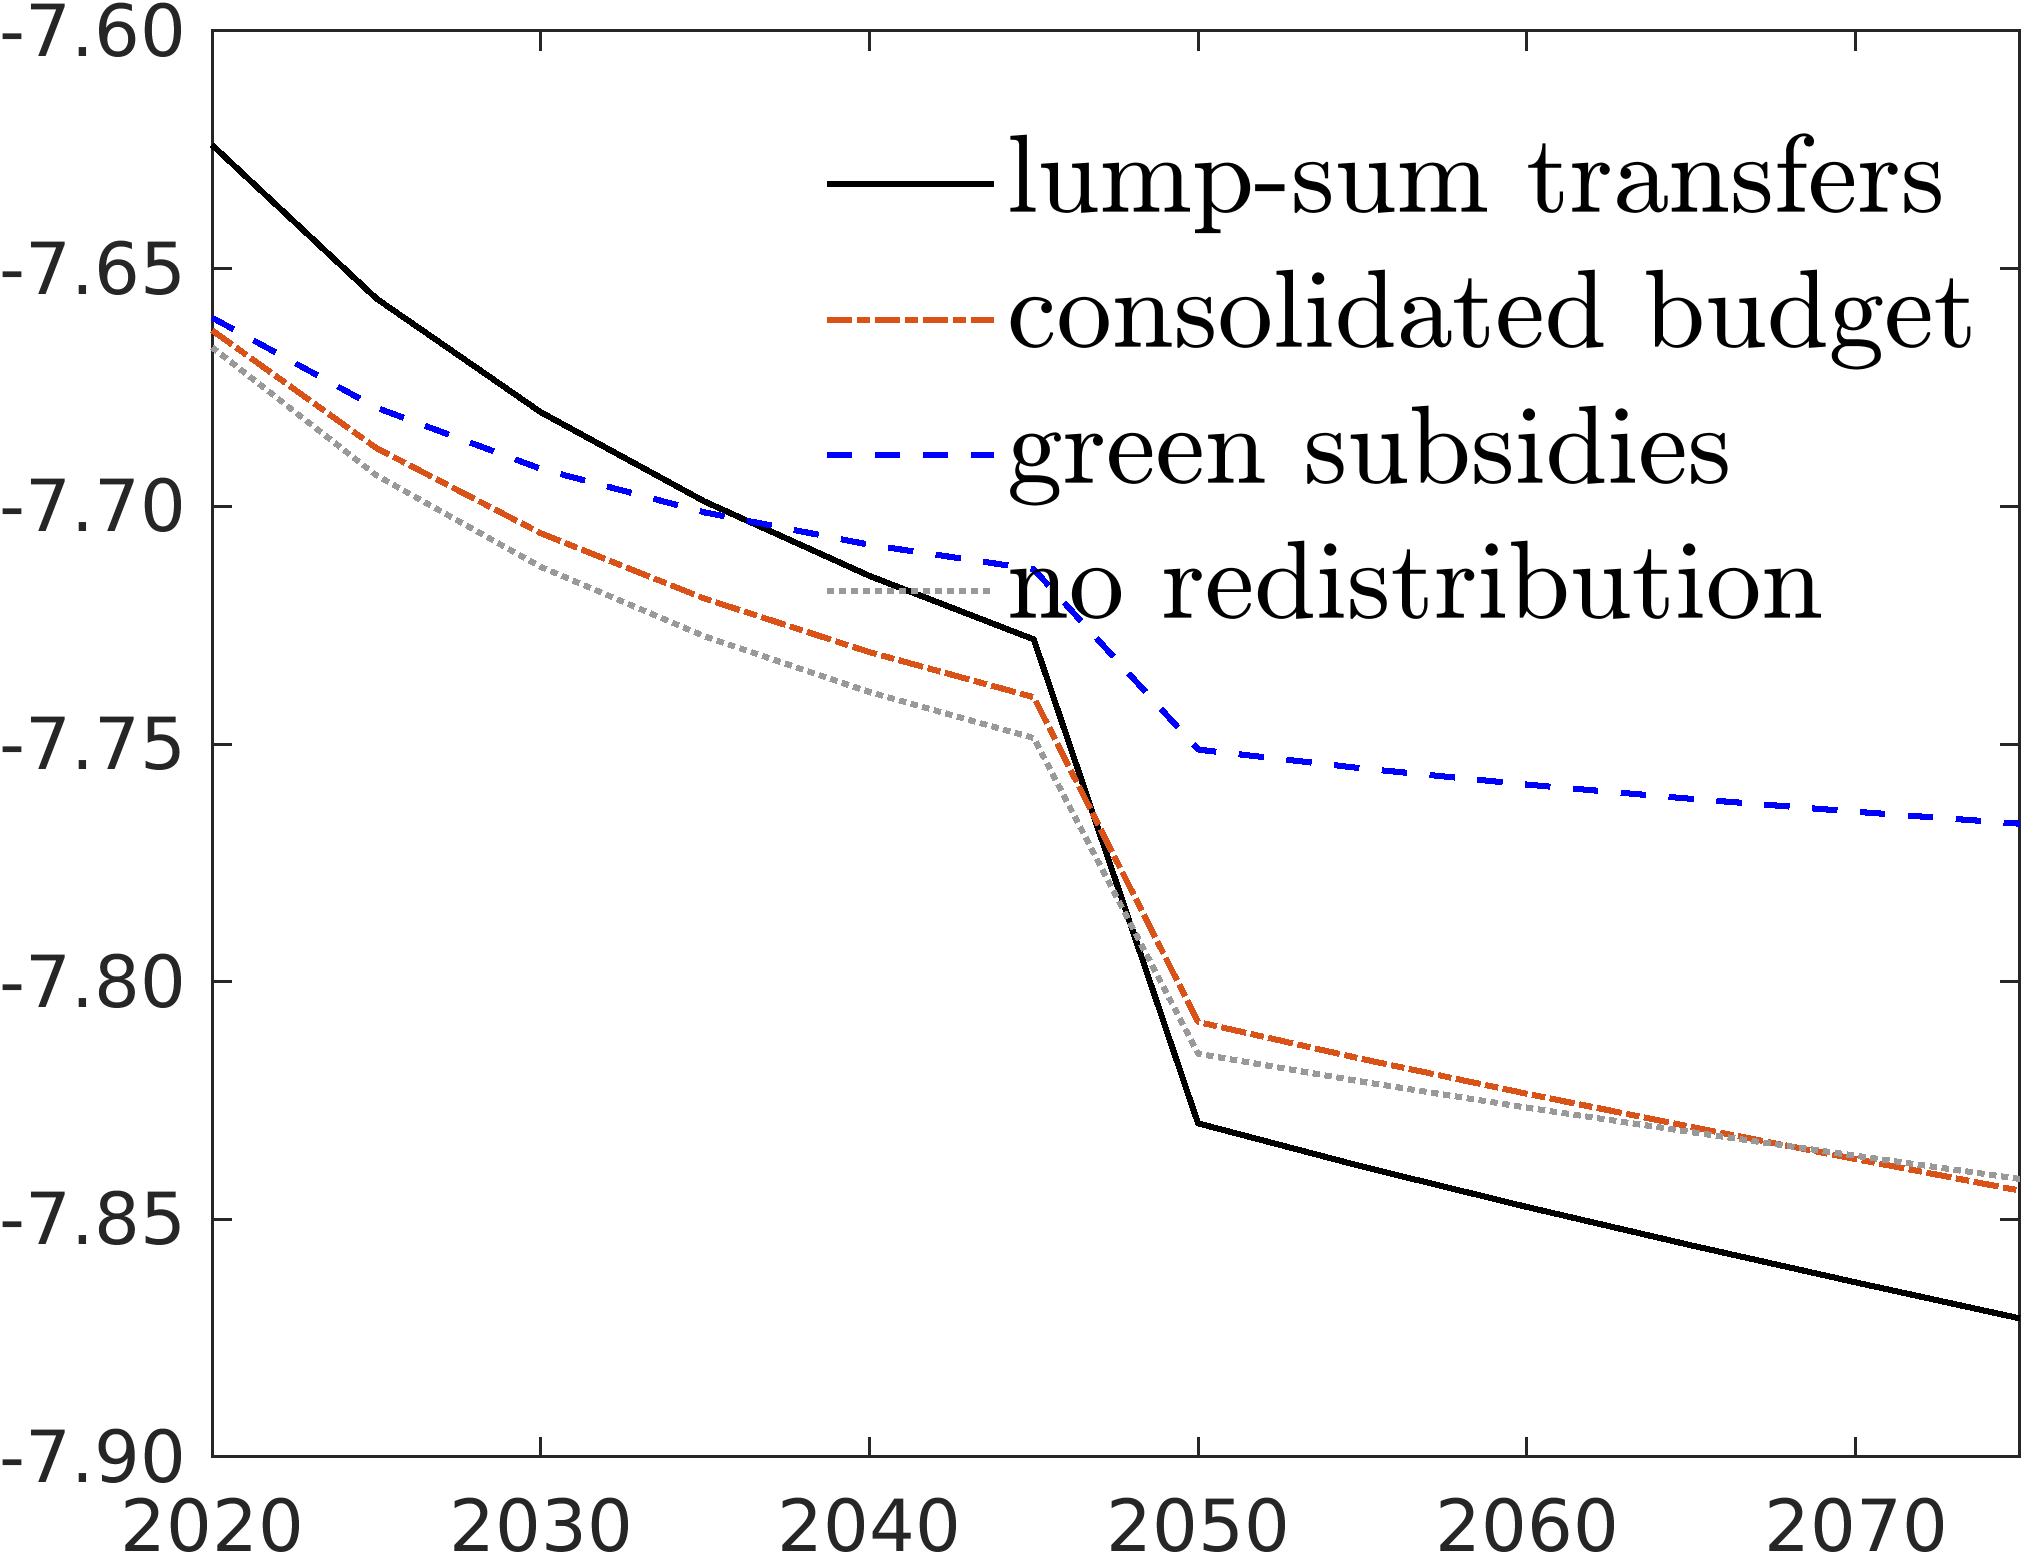 -7.60
-7.65
-7.70
-7.75
-7.80
-7.85
-7.90
lump-sum transfers
consolidated budget
green subsidies
no redistribution
2020 2030 2040 2050 2060 2070